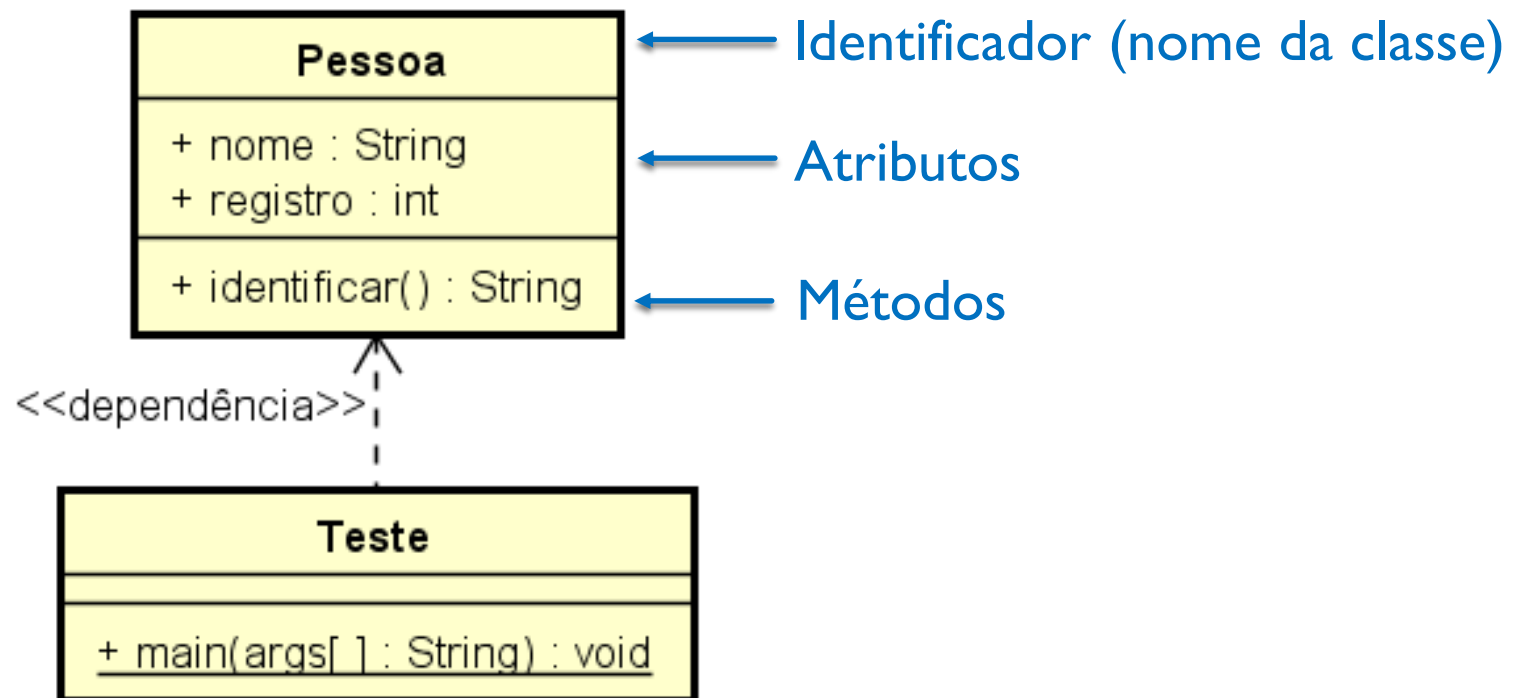 Pessoa
Identificador (nome da classe)
+ nome : String
+ registro : int
Atributos
+ identificar() : String
Métodos
<<dependência>>
Teste
+ main(args[ ] : String) : void